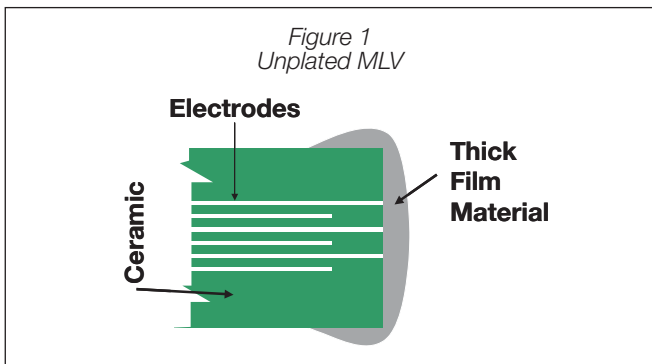 Figure 1
Unplated MLV
Electrodes
Thick
Film
Material
Ceramic